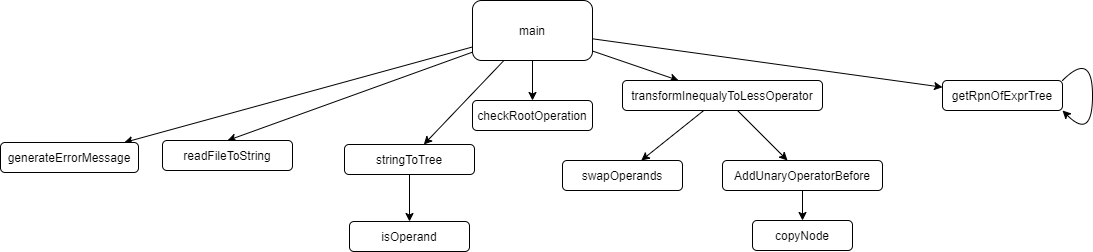 main
transformInequalyToLessOperator
getRpnOfExprTree
checkRootOperation
generateErrorMessage
readFileToString
stringToTree
swapOperands
AddUnaryOperatorBefore
isOperand
copyNode